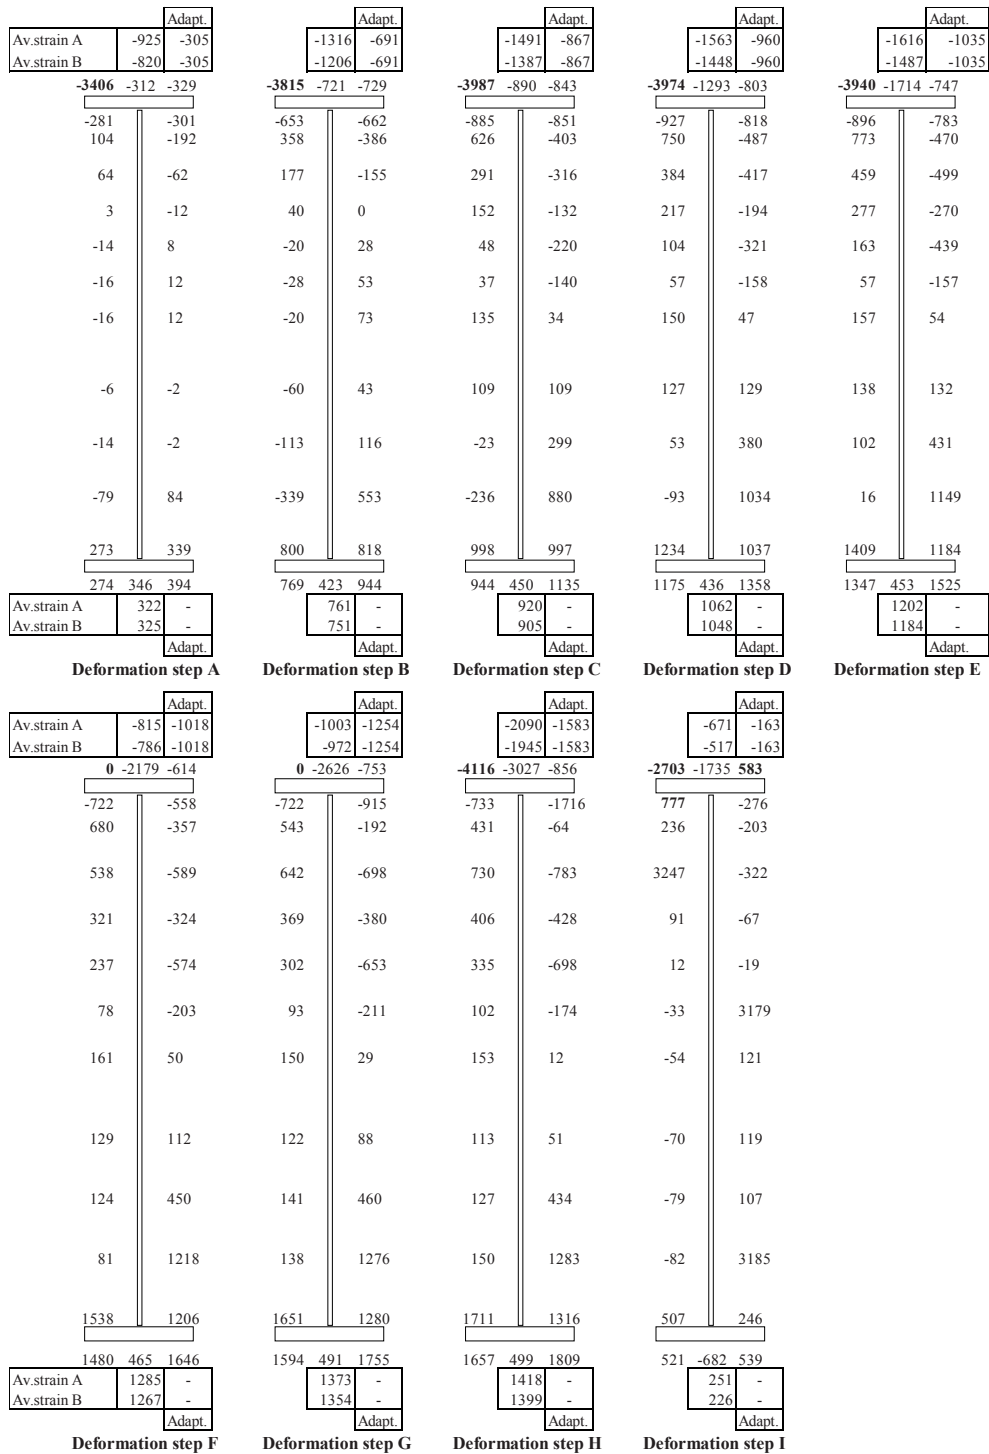 Adapt. Adapt. Adapt. Adapt. Adapt.
Av.strain A -925 -305 -1316 -691 -1491 -867 -1563 -960 -1616 -1035
Av.strain B -820 -305 -1206 -691 -1387 -867 -1448 -960 -1487 -1035
-3406 -312 -329 -3815 -721 -729 -3987 -890 -843 -3974 -1293 -803 -3940 -1714 -747
-281 -301 -653 -662 -885 -851 -927 -818 -896 -783
104 -192 358 -386 626 -403 750 -487 773 -470
64 -62 177 -155 291 -316 384 -417 459 -499
3 -12 40 0 152 -132 217 -194 277 -270
-14 8 -20 28 48 -220 104 -321 163 -439
-16 12 -28 53 37 -140 57 -158 57 -157
-16 12 -20 73 135 34 150 47 157 54
-6 -2 -60 43 109 109 127 129 138 132
-14 -2 -113 116 -23 299 53 380 102 431
-79 84 -339 553 -236 880 -93 1034 16 1149
273 339 800 818 998 997 1234 1037 1409 1184
274 346 394 769 423 944 944 450 1135 1175 436 1358 1347 453 1525
Av.strain A 322 - 761 - 920 - 1062 - 1202 -
Av.strain B 325 - 751 - 905 - 1048 - 1184 -
Adapt. Adapt. Adapt. Adapt. Adapt.
Deformation step A Deformation step B Deformation step C Deformation step D Deformation step E
Adapt. Adapt. Adapt. Adapt.
Av.strain A -815 -1018 -1003 -1254 -2090 -1583 -671 -163
Av.strain B -786 -1018 -972 -1254 -1945 -1583 -517 -163
0 -2179 -614 0 -2626 -753 -4116 -3027 -856 -2703 -1735 583
-722 -558 -722 -915 -733 -1716 777 -276
680 -357 543 -192 431 -64 236 -203
538 -589 642 -698 730 -783 3247 -322
321 -324 369 -380 406 -428 91 -67
237 -574 302 -653 335 -698 12 -19
78 -203 93 -211 102 -174 -33 3179
161 50 150 29 153 12 -54 121
129 112 122 88 113 51 -70 119
124 450 141 460 127 434 -79 107
81 1218 138 1276 150 1283 -82 3185
1538 1206 1651 1280 1711 1316 507 246
1480 465 1646 1594 491 1755 1657 499 1809 521 -682 539
Av.strain A 1285 - 1373 - 1418 - 251 -
Av.strain B 1267 - 1354 - 1399 - 226 -
Adapt. Adapt. Adapt. Adapt.
Deformation step F Deformation step G Deformation step H Deformation step I